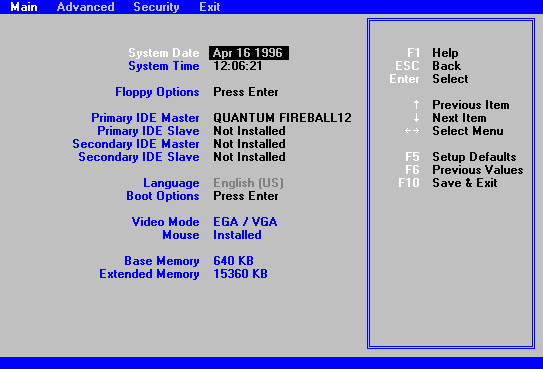 Main Advanced Security Exit
System Date Apr 16 1996
System Time 12:06:21
Floppy Options Press Enter
Primary IDE Master QUANTUM FIREBALL12
Primary IDE Slave Not Installed
Secondary IDE Master Not Installed
Secondary IDE Slave Not Installed
Language English (US)
Boot Options Press Enter
Video Mode EGA / VGA
Mouse Installed
Base Memory 640 KB
Extended Memory 15360 KB
F1 Help
ESC Back
Enter Select
↑ Previous Item
↓ Next Item
↔ Select Menu
F5 Setup Defaults
F6 Previous Values
F10 Save & Exit